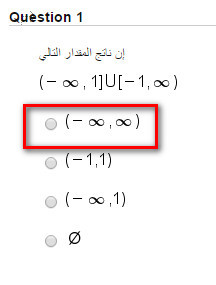 Question 1
إن ناتج المقدار التالي
(− ∞ , 1]U[−1, ∞ )
(− ∞,∞ )
(−1,1)
(− ∞ ,1)
Ø